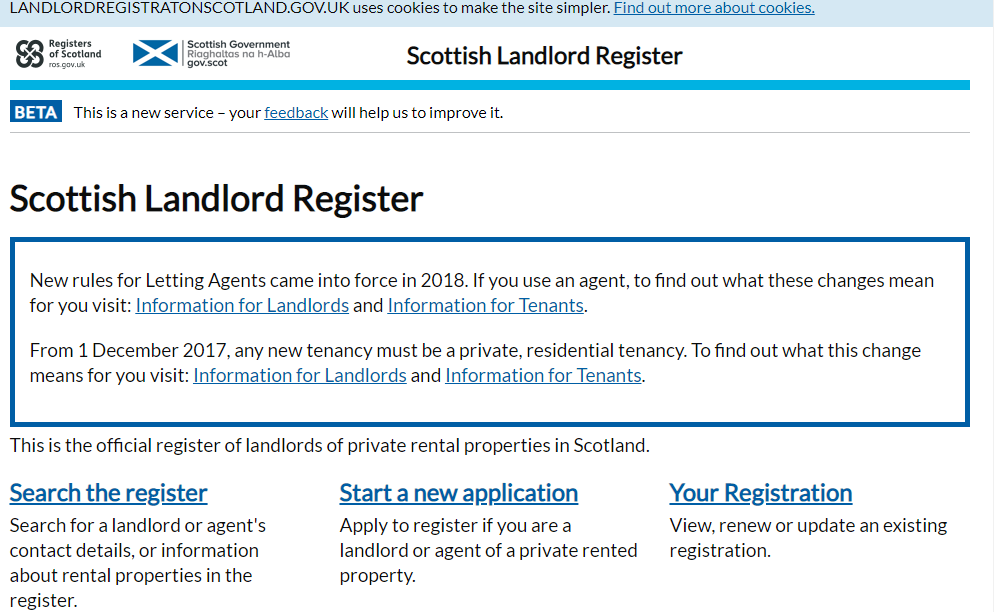 LANDLORDREGISTRATONSCOTLAND.GOV.UK uses cookies to make the site simpler. Find out more about cookies.
Registers
of Scotland
ros.gov.uk
Scottish Government
Riaghaltas na h-Alba
gov.scot
Scottish Landlord Register
BETA This is a new service – your feedback will help us to improve it.
Scottish Landlord Register
New rules for Letting Agents came into force in 2018. If you use an agent, to find out what these changes mean
for you visit: Information for Landlords and Information for Tenants.
From 1 December 2017, any new tenancy must be a private, residential tenancy. To find out what this change
means for you visit: Information for Landlords and Information for Tenants.
This is the official register of landlords of private rental properties in Scotland.
Search the register
Search for a landlord or agent's
contact details, or information
about rental properties in the
register.
Start a new application
Apply to register if you are a
landlord or agent of a private rented
property.
Your Registration
View, renew or update an existing
registration.